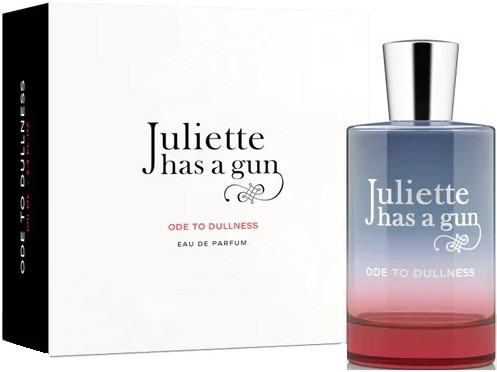 ODE TO DULLNESS
Juliette
has a gun
ODE TO DULLNESS
EAU DE PARFUM
Juliette
has a gun
ODE TO DULLNESS